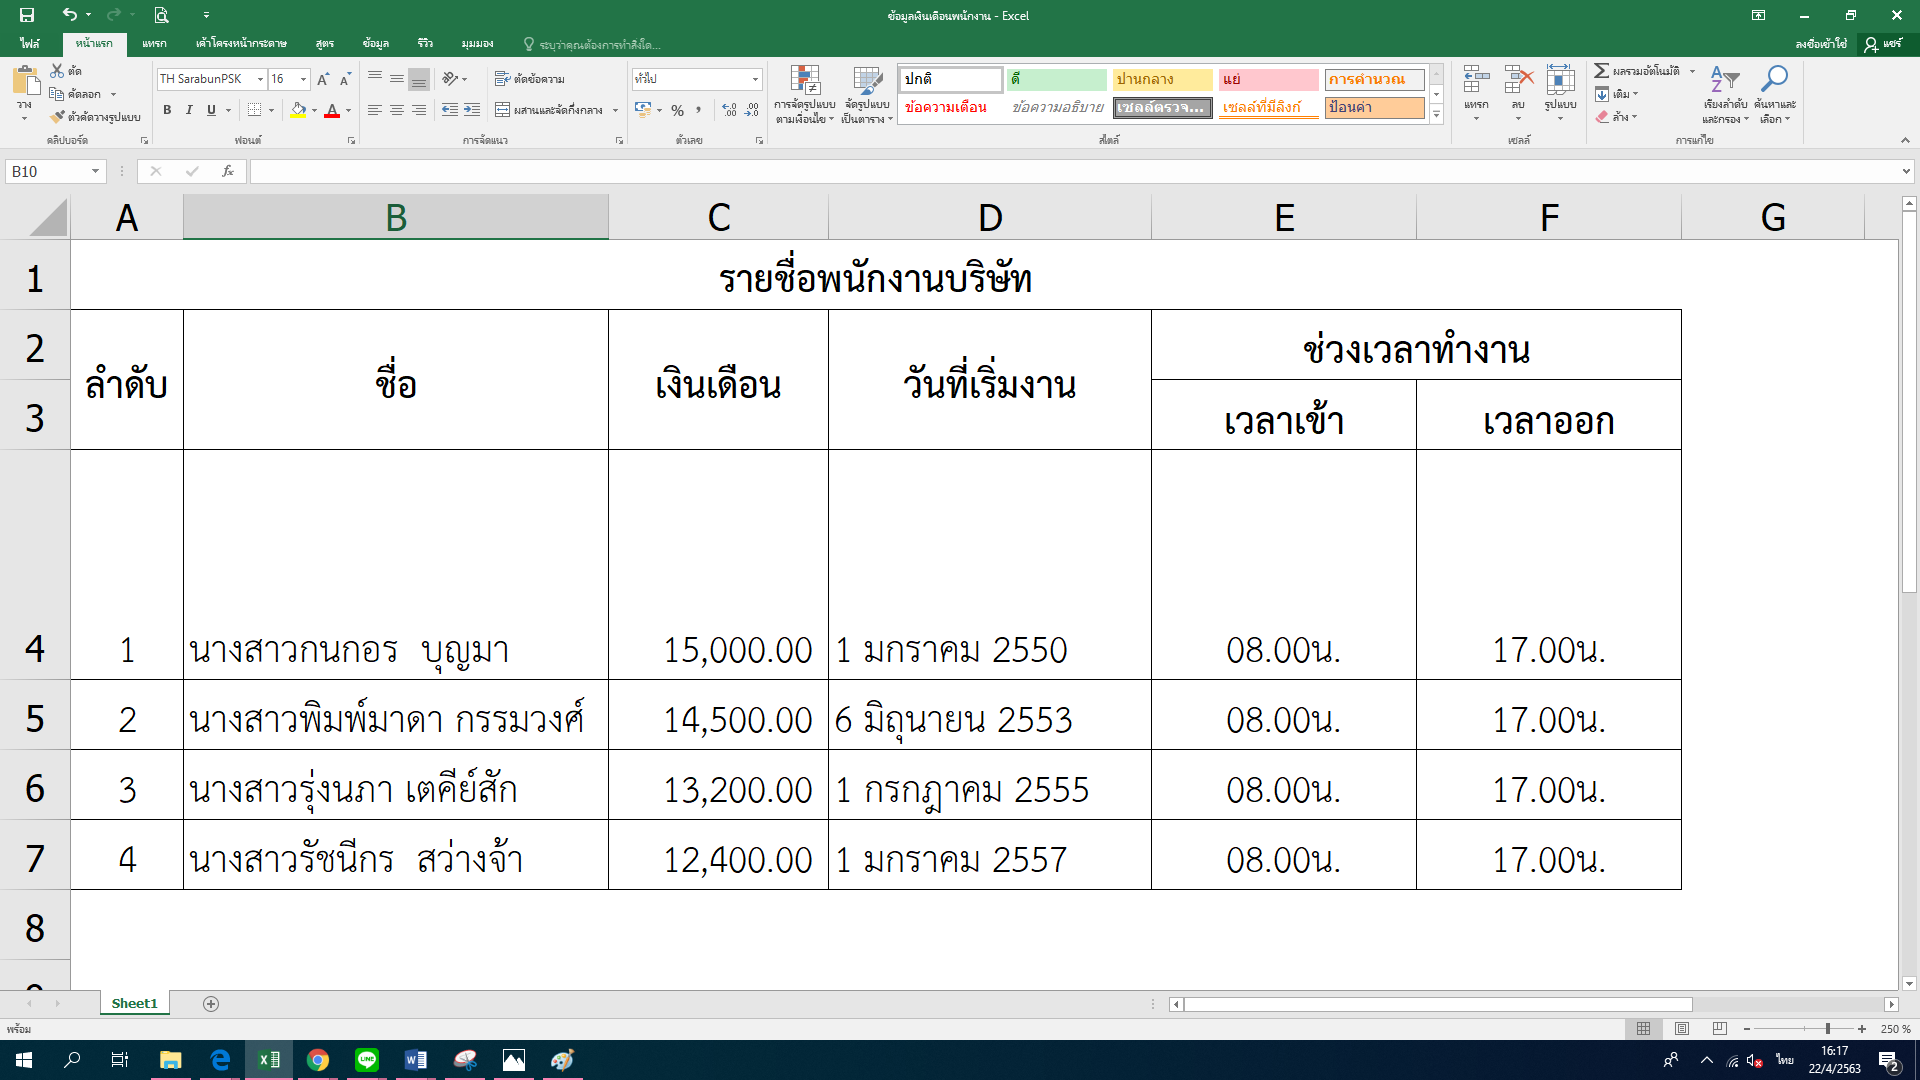 ข้อมูลเงินเดือนพนักงาน - Excel
ไฟล์ หน้าแรก แทรก เค้าโครงหน้ากระดาษ สูตร ข้อมูล รีวิว มุมมอง ระบุว่าคุณต้องการทำสิ่งใด... ลงชื่อเข้าใช้ แชร์
วาง ตัด คัดลอก ตัวคัดวางรูปแบบ
TH SarabunPSK 16
B I U
ตัดข้อความ
ผสานและจัดกึ่งกลาง
ทั่วไป
การจัดรูปแบบตามเงื่อนไข จัดรูปแบบเป็นตาราง
ปกติ ดี ปานกลาง แย่ การคำนวณ
ข้อความเตือน ข้อความอธิบาย เซลล์ตรวจ... เซลล์ที่มีลิงก์ ป้อนค่า
แทรก ลบ รูปแบบ
ผลรวมอัตโนมัติ
เติม
ล้าง
เรียงลำดับและกรอง ค้นหาและเลือก
คลิปบอร์ด ฟอนต์ การจัดแนว ตัวเลข สไตล์ เซลล์ การแก้ไข
B10 fx
A B C D E F G
1 รายชื่อพนักงานบริษัท
2 ลำดับ ชื่อ เงินเดือน วันที่เริ่มงาน ช่วงเวลาทำงาน
3 เวลาเข้า เวลาออก
4 1 นางสาวกนกอร บุญมา 15,000.00 1 มกราคม 2550 08.00น. 17.00น.
5 2 นางสาวพิมพ์มาดา กรรมวงศ์ 14,500.00 6 มิถุนายน 2553 08.00น. 17.00น.
6 3 นางสาวรุ่งนภา เตคีย์สัก 13,200.00 1 กรกฎาคม 2555 08.00น. 17.00น.
7 4 นางสาวรัชนีกร สว่างจ้า 12,400.00 1 มกราคม 2557 08.00น. 17.00น.
8
Sheet1
พร้อม 250 %
ไทย 16:17
22/4/2563 2